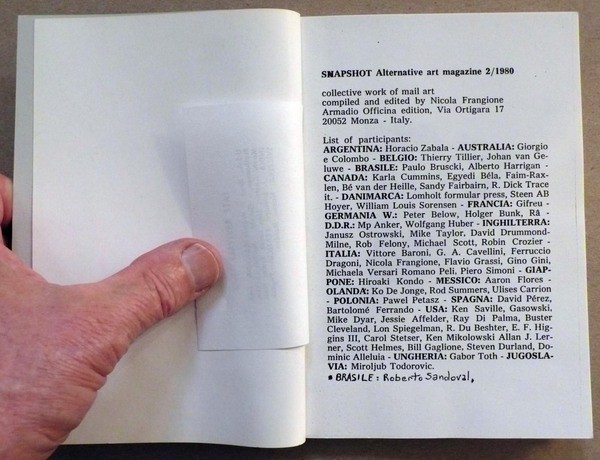 SNAPSHOT Alternative art magazine 2/1980
collective work of mail art
compiled and edited by Nicola Frangione
Armadio Officina edition, Via Ortigara 17
20052 Monza - Italy.
List of participants:
ARGENTINA: Horacio Zabala - AUSTRALIA: Giorgio
e Colombo - BELGIO: Thierry Tillier, Johan van Ge-
luwe - BRASILE: Paulo Bruscki, Alberto Harrigan -
CANADA: Karla Cummins, Egyedi Béla, Faim-Rax-
len, Bé van der Heille, Sandy Fairbairn, R. Dick Trace
it. - DANIMARCA: Lomholt formular press, Steen AB
Hoyer, William Louis Sorensen - FRANCIA: Gifreu -
GERMANIA W.: Peter Below, Holger Bunk, Rä -
D.D.R.: Mp Anker, Wolfgang Huber - INGHILTERRA:
Janusz Ostrowski, Mike Taylor, David Drummond-
Milne, Rob Felony, Michael Scott, Robin Crozier -
ITALIA: Vittore Baroni, G. A. Cavellini, Ferruccio
Dragoni, Nicola Frangione, Flavio Grassi, Gino Gini,
Michaela Versari Romano Peli, Piero Simoni - GIAP-
PONE: Hiroaki Kondo - MESSICO: Aaron Flores -
OLANDA: Ko De Jonge, Rod Summers, Ulises Carrion
- POLONIA: Pawel Petasz - SPAGNA: David Pérez,
Bartolomé Ferrando - USA: Ken Saville, Gasowski,
Mike Dyar, Jessie Affelder, Ray Di Palma, Buster
Cleveland, Lon Spiegelman, R. Du Beshter, E. F. Hig-
gins III, Carol Stetser, Ken Mikolowski Allan J. Ler-
ner, Scott Helmes, Bill Gaglione, Steven Durland, Do-
minic Alleluia - UNGHERIA: Gabor Toth - JUGOSLA-
VIA: Miroljub Todorovic.
* BRASILE: Roberto Sandoval,